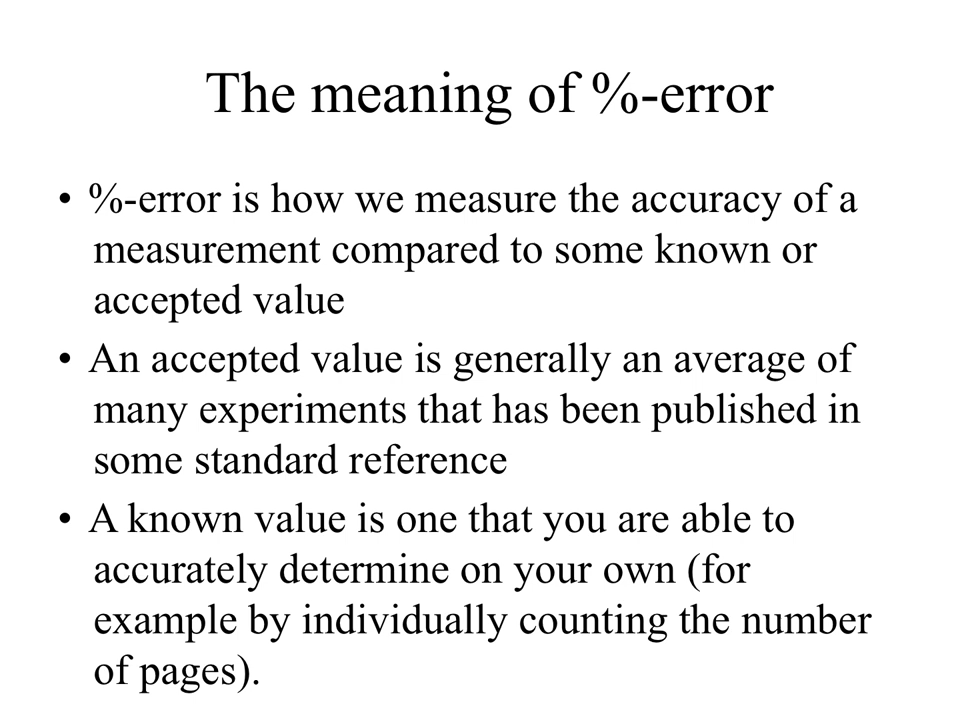 The meaning of %-error
• %-error is how we measure the accuracy of a
measurement compared to some known or
accepted value
• An accepted value is generally an average of
many experiments that has been published in
some standard reference
• A known value is one that you are able to
accurately determine on your own (for
example by individually counting the number
of pages).